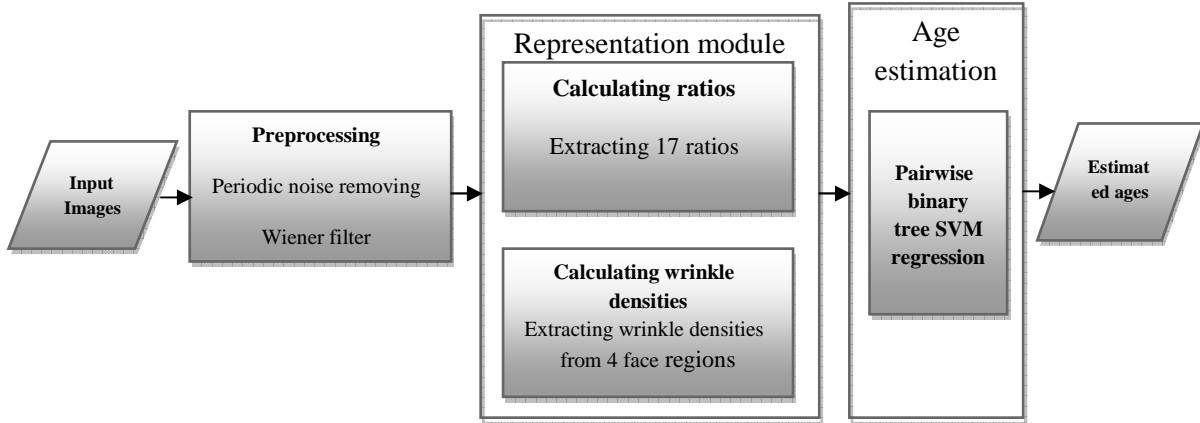 Input
Images
Preprocessing
Periodic noise removing
Wiener filter
Representation module
Calculating ratios
Extracting 17 ratios
Calculating wrinkle
densities
Extracting wrinkle densities
from 4 face regions
Age
estimation
Pairwise
binary
tree SVM
regression
Estimat
ed ages